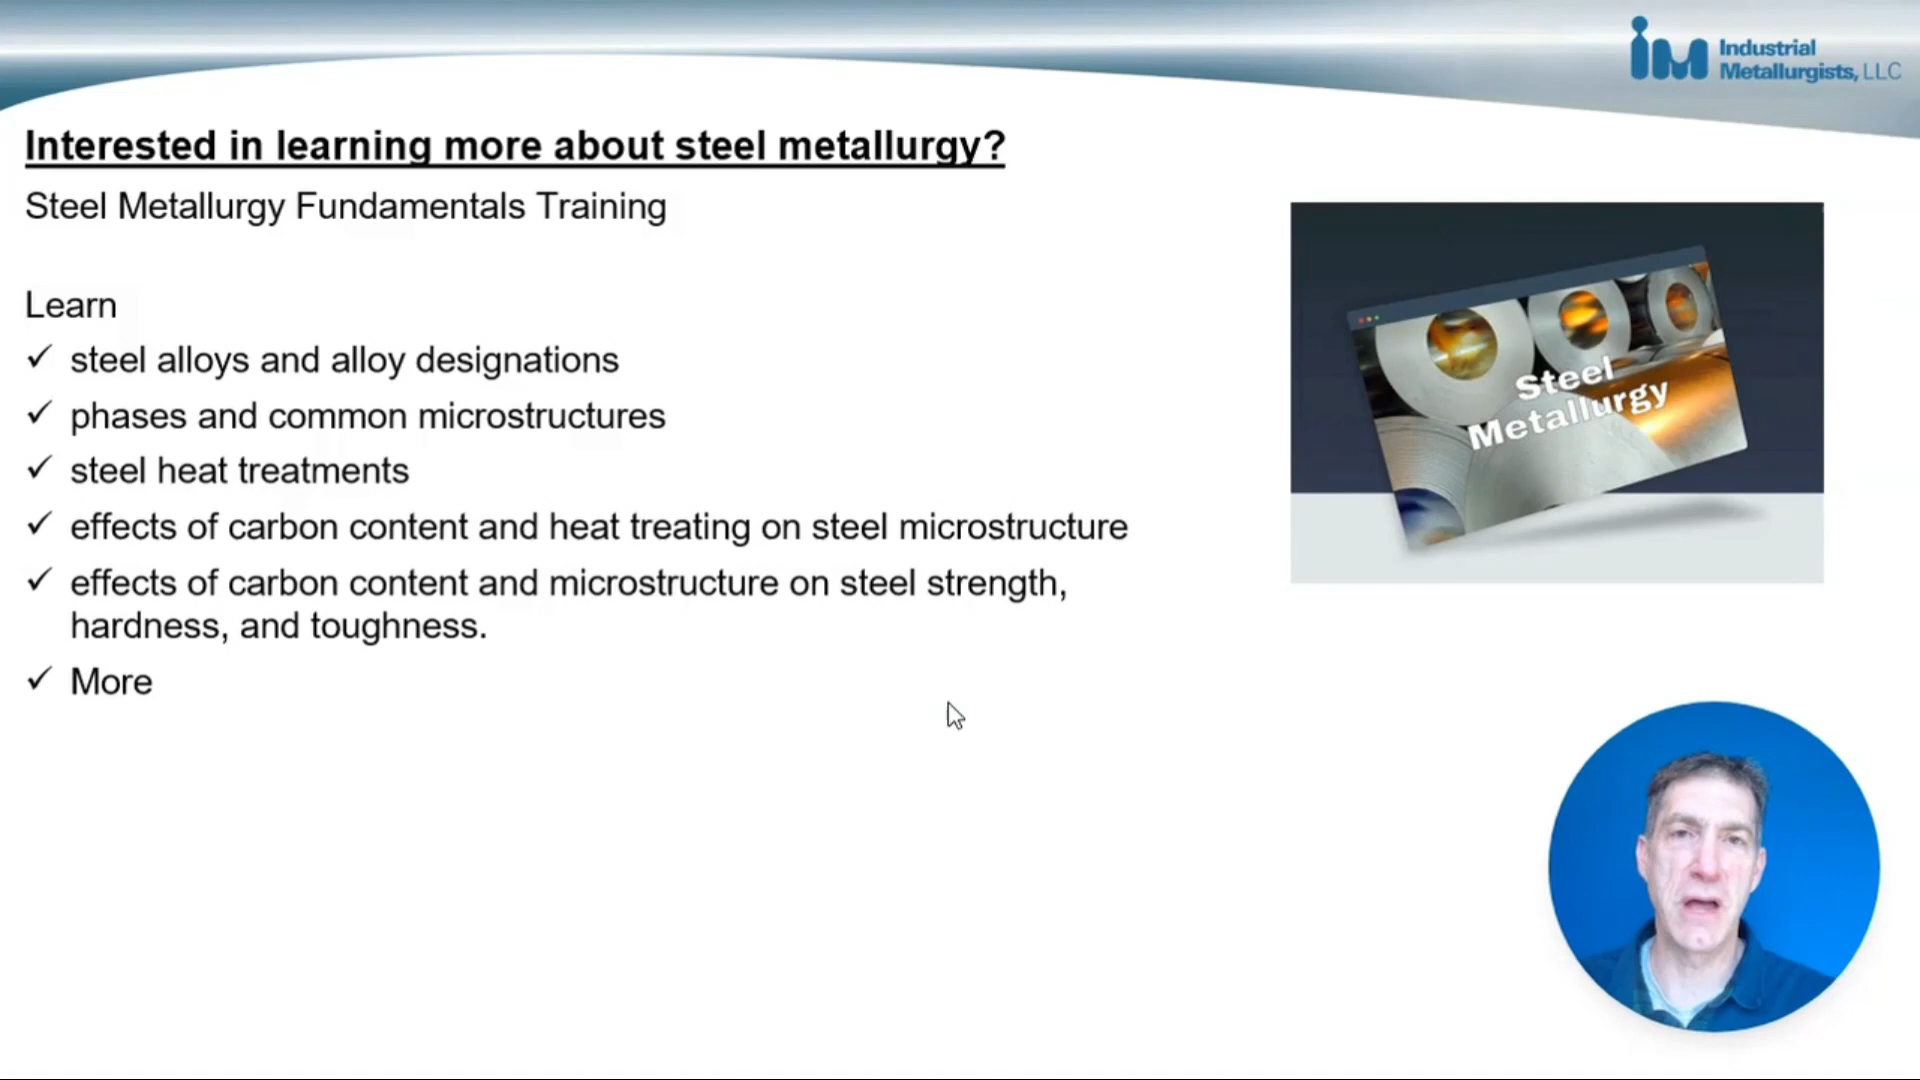 Industrial
Metallurgists, LLC
Interested in learning more about steel metallurgy?
Steel Metallurgy Fundamentals Training
Learn
✓ steel alloys and alloy designations
✓ phases and common microstructures
✓ steel heat treatments
✓ effects of carbon content and heat treating on steel microstructure
✓ effects of carbon content and microstructure on steel strength,
hardness, and toughness.
✓ More
Steel
Metallurgy